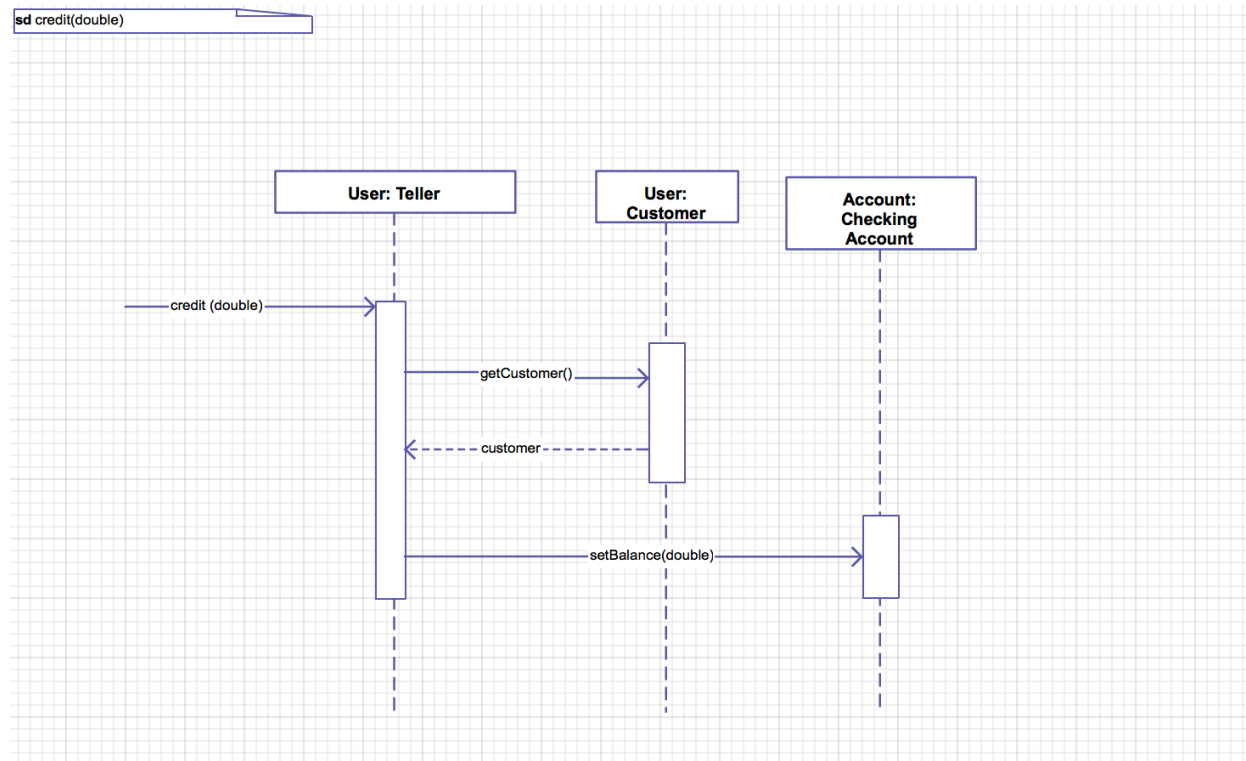 sd credit(double)
User: Teller
User:
Customer
Account:
Checking
Account
credit (double)
getCustomer()
customer
setBalance(double)